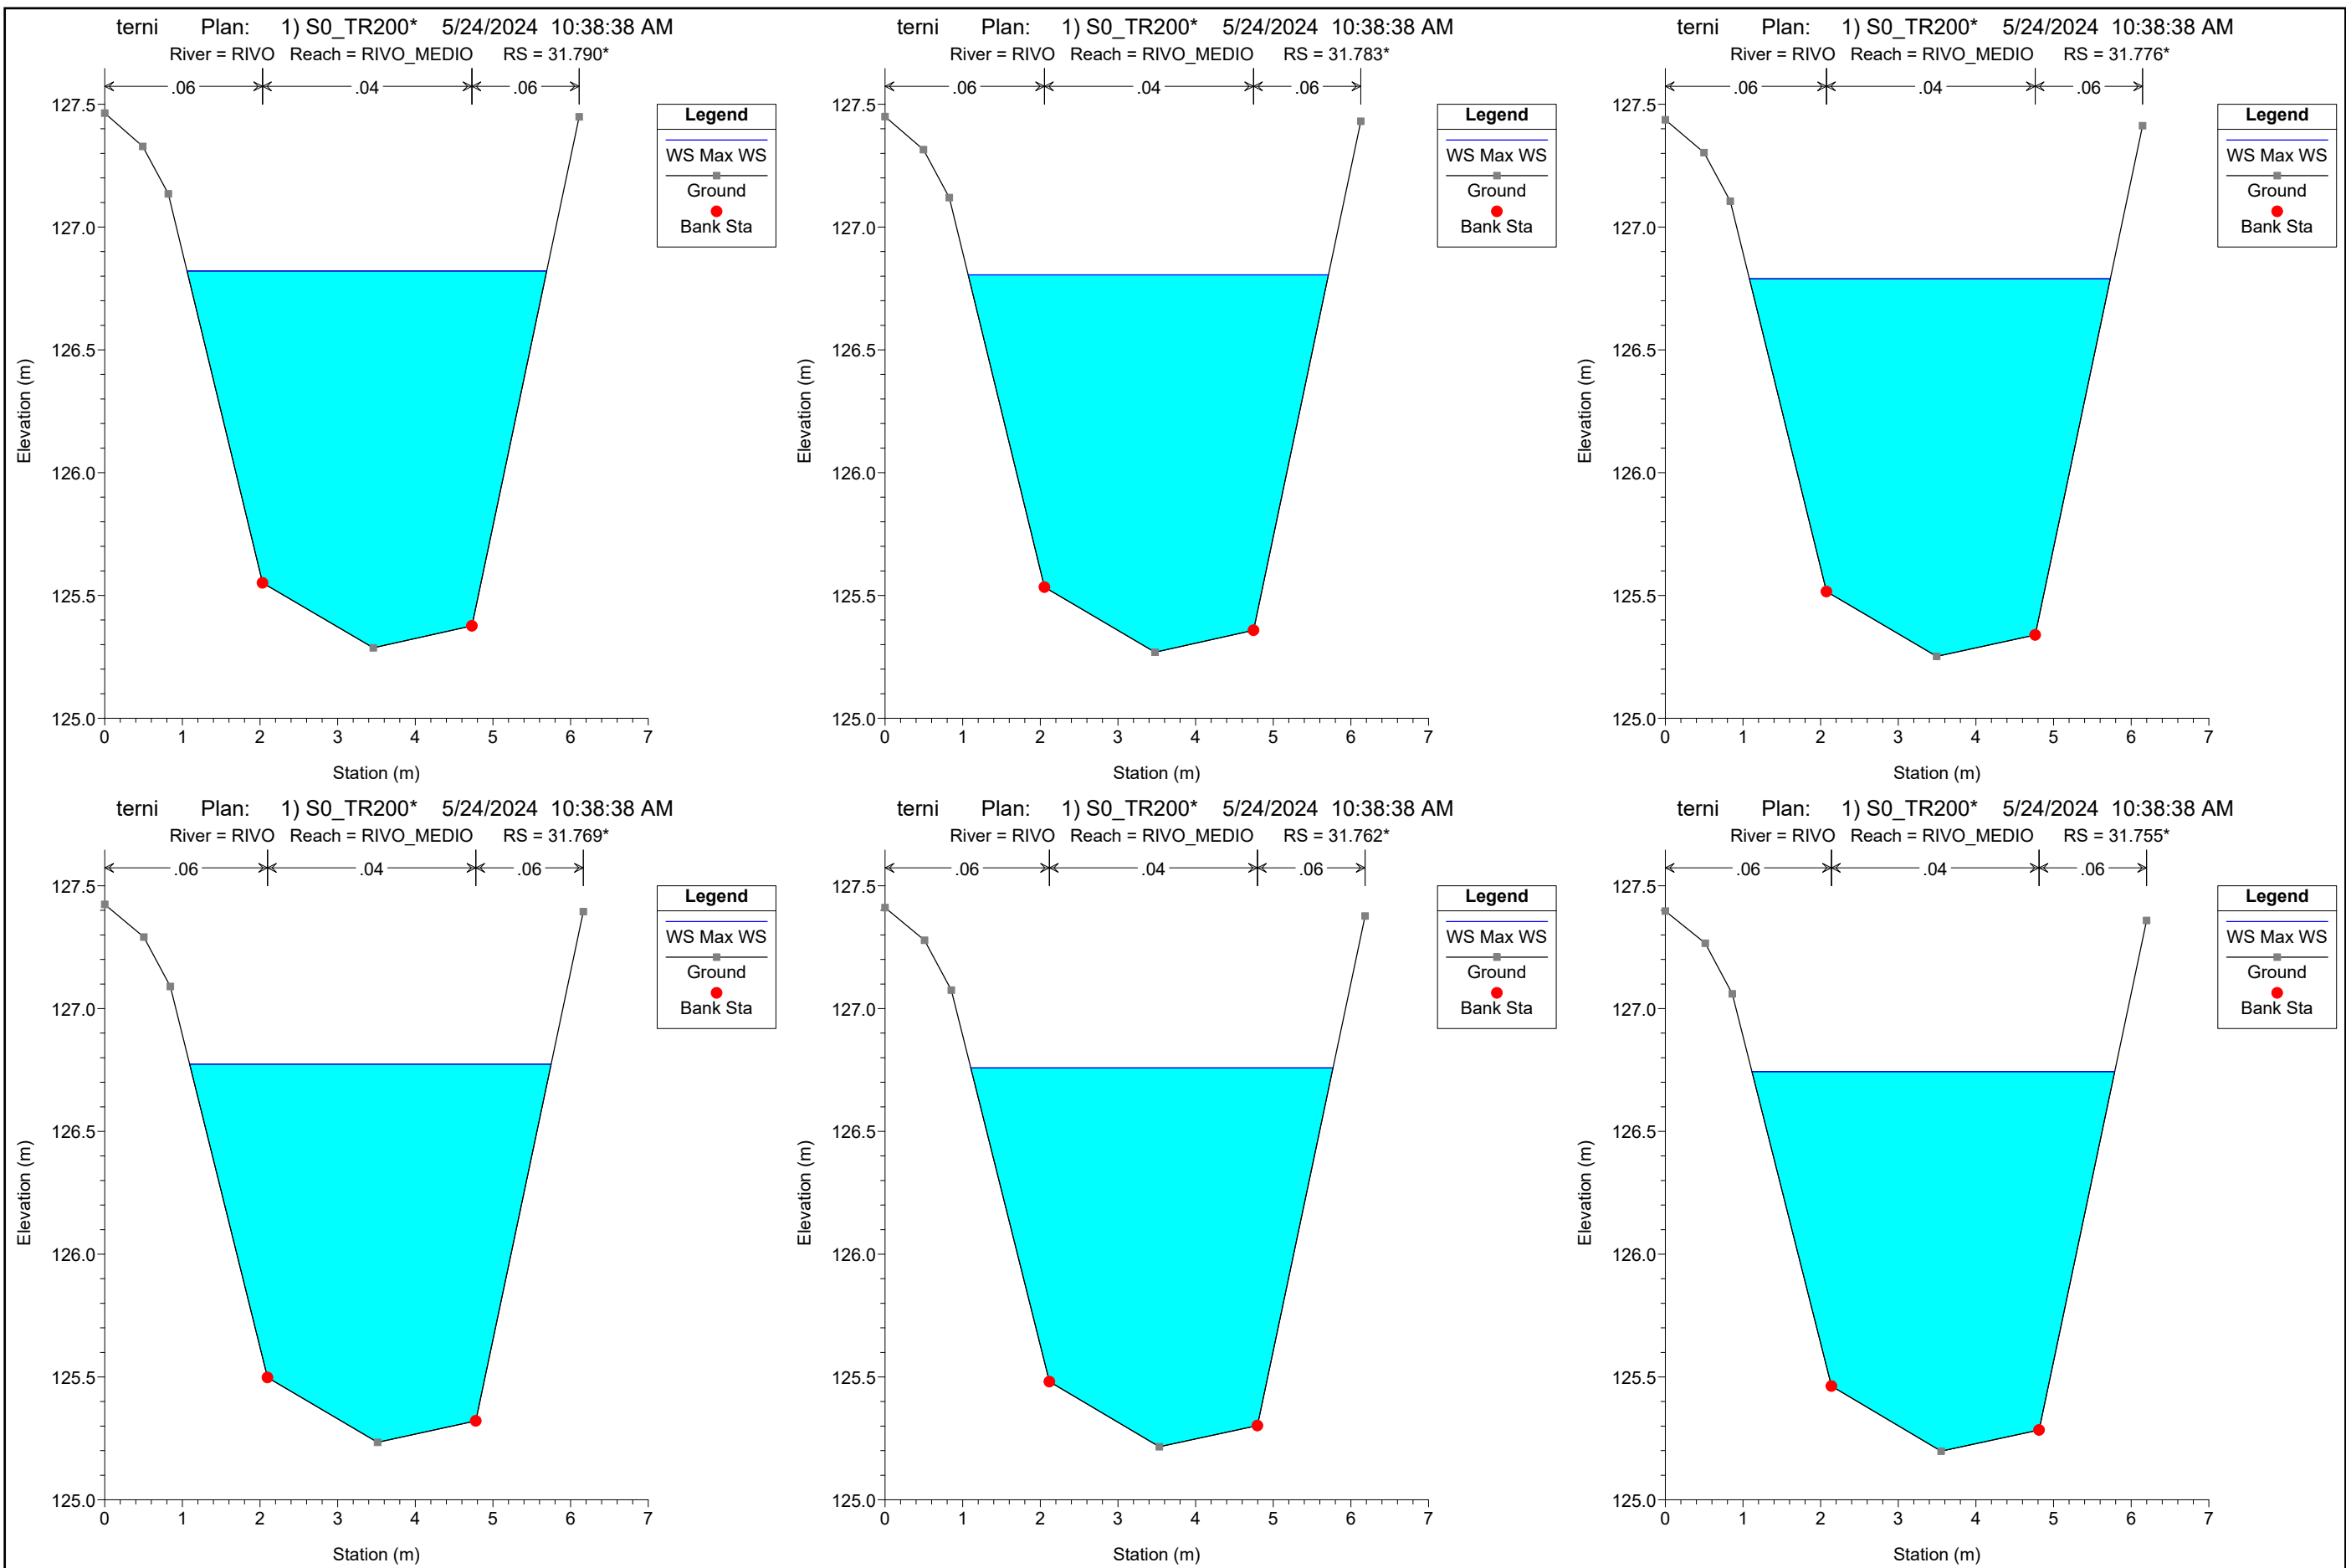 terni Plan: 1) S0_TR200* 5/24/2024 10:38:38 AM
River = RIVO Reach = RIVO_MEDIO RS = 31.790*
.06 .04 .06
Legend
WS Max WS
Ground
Bank Sta
127.5
127.0
126.5
126.0
125.5
125.0
Elevation (m)
0 1 2 3 4 5 6 7
Station (m)
terni Plan: 1) S0_TR200* 5/24/2024 10:38:38 AM
River = RIVO Reach = RIVO_MEDIO RS = 31.783*
.06 .04 .06
Legend
WS Max WS
Ground
Bank Sta
127.5
127.0
126.5
126.0
125.5
125.0
Elevation (m)
0 1 2 3 4 5 6 7
Station (m)
terni Plan: 1) S0_TR200* 5/24/2024 10:38:38 AM
River = RIVO Reach = RIVO_MEDIO RS = 31.776*
.06 .04 .06
Legend
WS Max WS
Ground
Bank Sta
127.5
127.0
126.5
126.0
125.5
125.0
Elevation (m)
0 1 2 3 4 5 6 7
Station (m)
terni Plan: 1) S0_TR200* 5/24/2024 10:38:38 AM
River = RIVO Reach = RIVO_MEDIO RS = 31.769*
.06 .04 .06
Legend
WS Max WS
Ground
Bank Sta
127.5
127.0
126.5
126.0
125.5
125.0
Elevation (m)
0 1 2 3 4 5 6 7
Station (m)
terni Plan: 1) S0_TR200* 5/24/2024 10:38:38 AM
River = RIVO Reach = RIVO_MEDIO RS = 31.762*
.06 .04 .06
Legend
WS Max WS
Ground
Bank Sta
127.5
127.0
126.5
126.0
125.5
125.0
Elevation (m)
0 1 2 3 4 5 6 7
Station (m)
terni Plan: 1) S0_TR200* 5/24/2024 10:38:38 AM
River = RIVO Reach = RIVO_MEDIO RS = 31.755*
.06 .04 .06
Legend
WS Max WS
Ground
Bank Sta
127.5
127.0
126.5
126.0
125.5
125.0
Elevation (m)
0 1 2 3 4 5 6 7
Station (m)